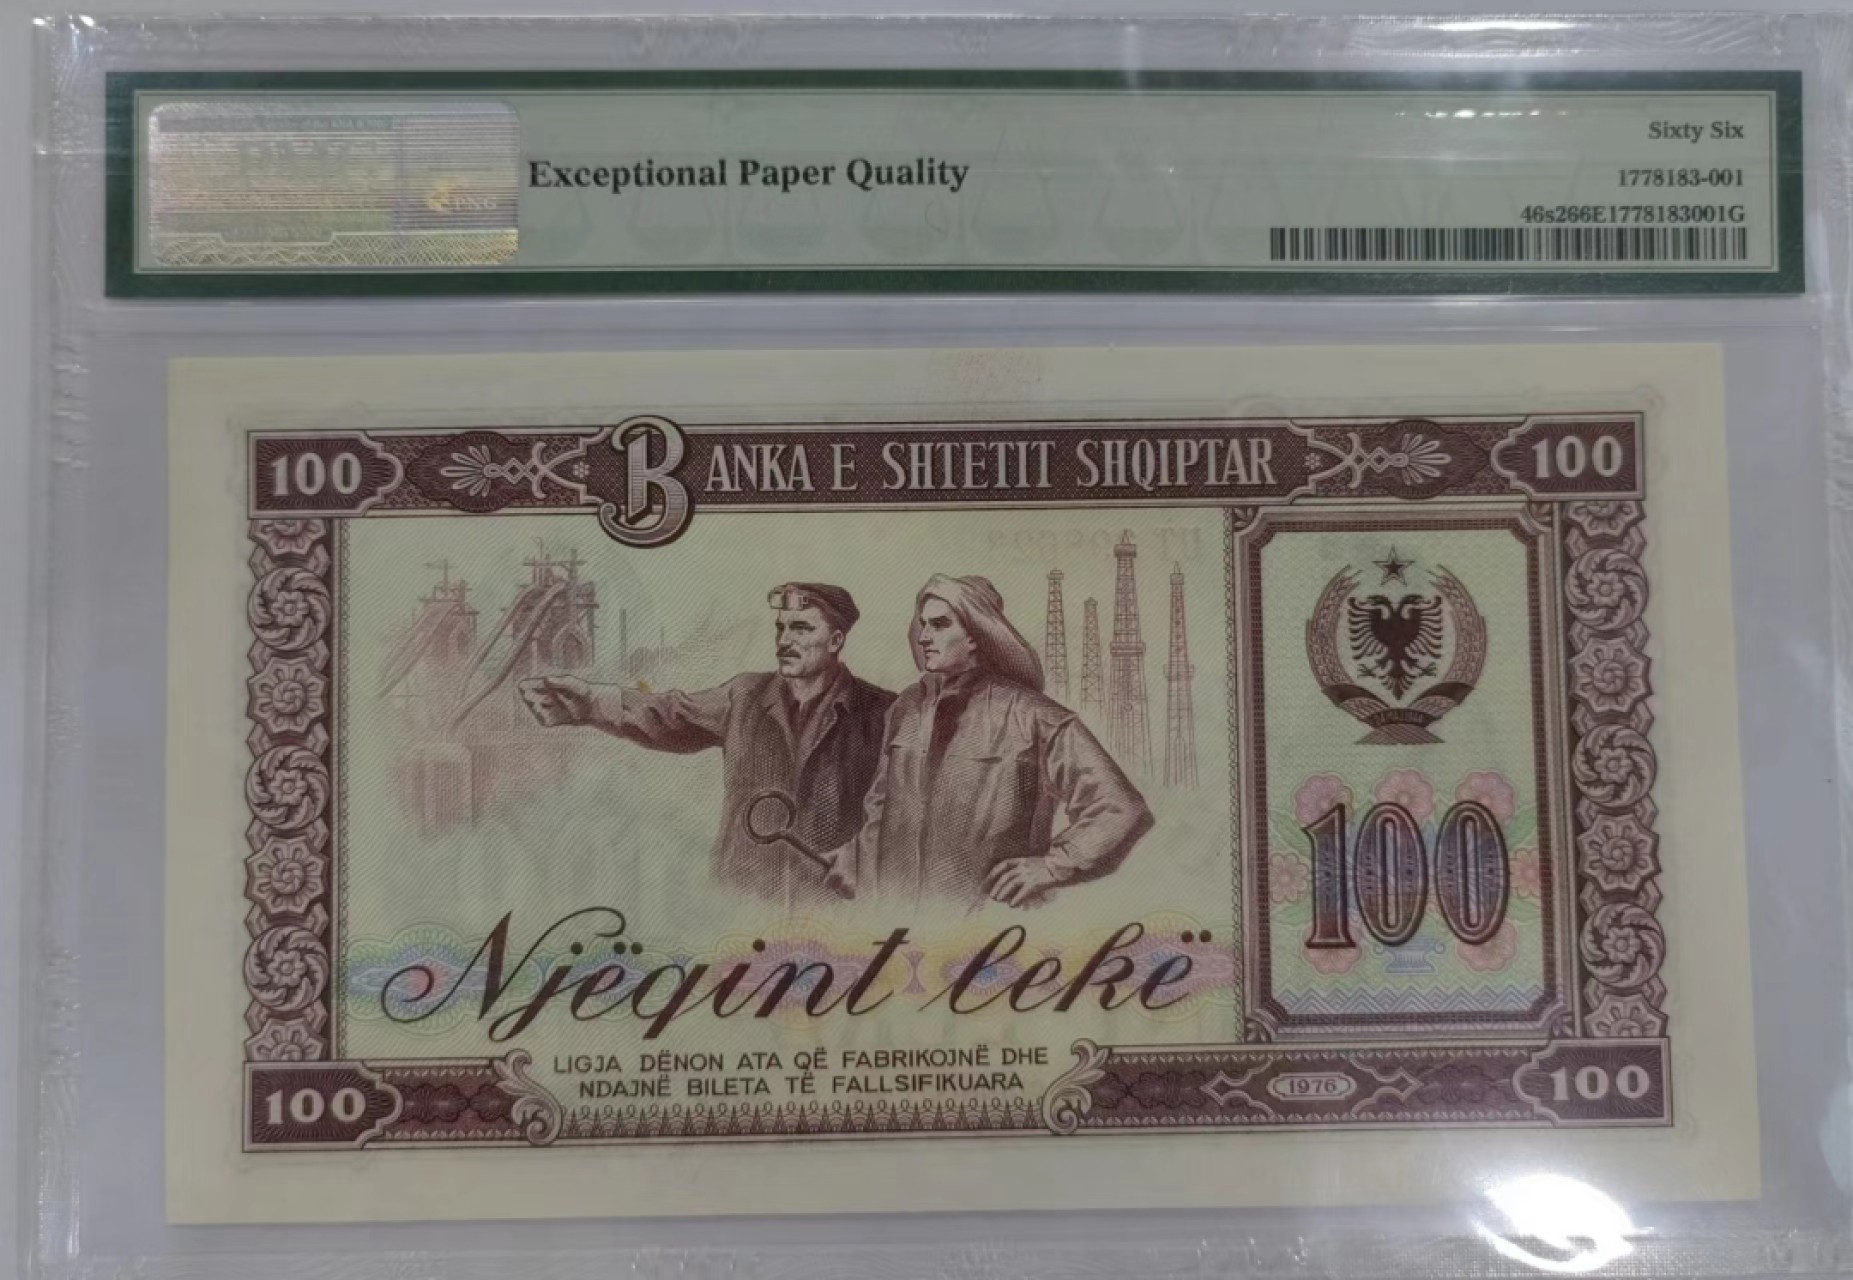 Sixty Six
Exceptional Paper Quality
1778183-001
46s266E1778183001G
PNG
100 BANKA E SHTETIT SHQIPTAR 100
100
Njëqint lekë
LIGJA DËNON ATA QË FABRIKOJNË DHE
NDAJNË BILETA TË FALLSIFIKUARA
100 1976 100